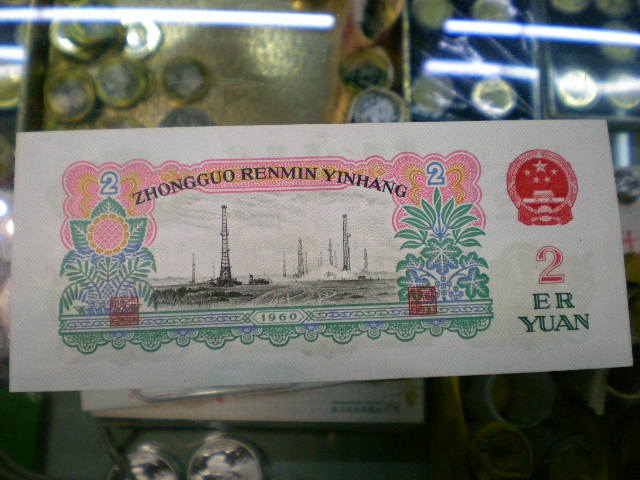 2
ZHONGGUO RENMIN YINHANG
2
1960
2
ER
YUAN